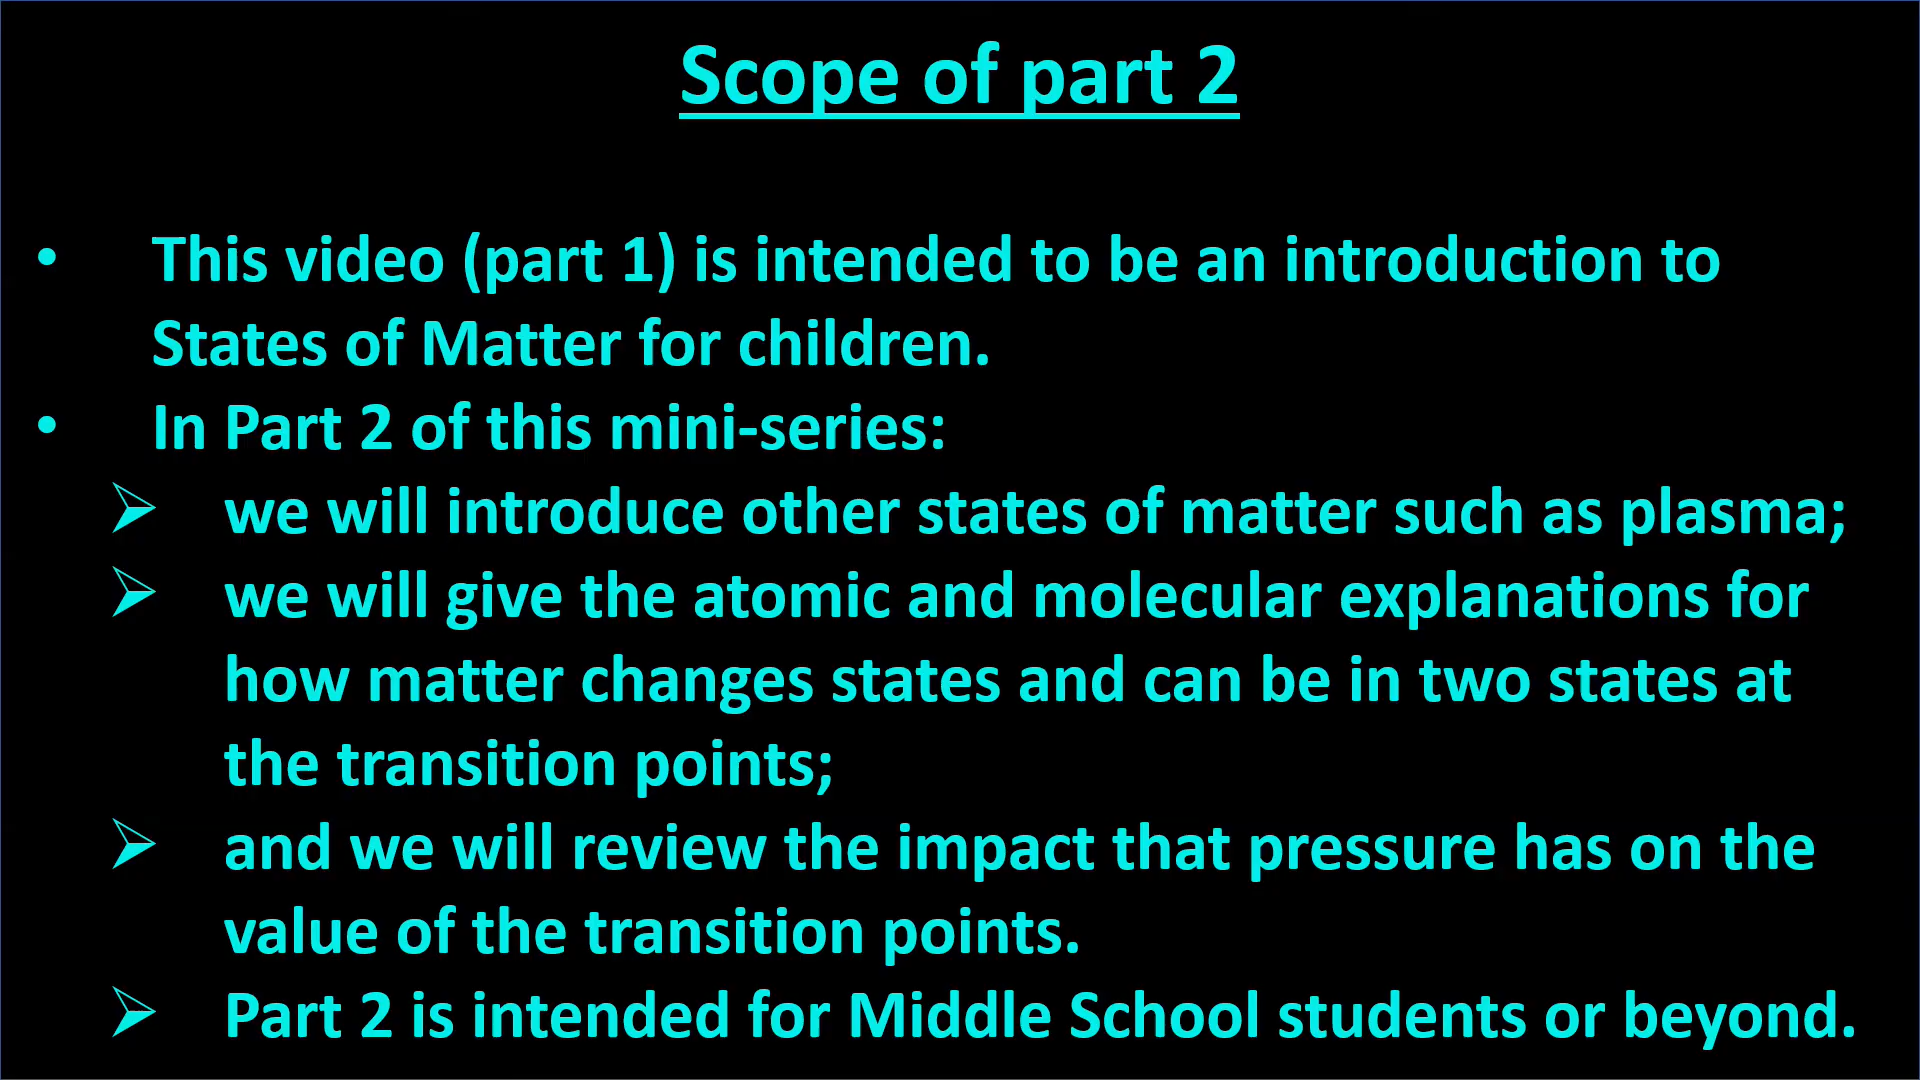 Scope of part 2
• This video (part 1) is intended to be an introduction to
States of Matter for children.
• In Part 2 of this mini-series:
➢ we will introduce other states of matter such as plasma;
➢ we will give the atomic and molecular explanations for
how matter changes states and can be in two states at
the transition points;
➢ and we will review the impact that pressure has on the
value of the transition points.
➢ Part 2 is intended for Middle School students or beyond.